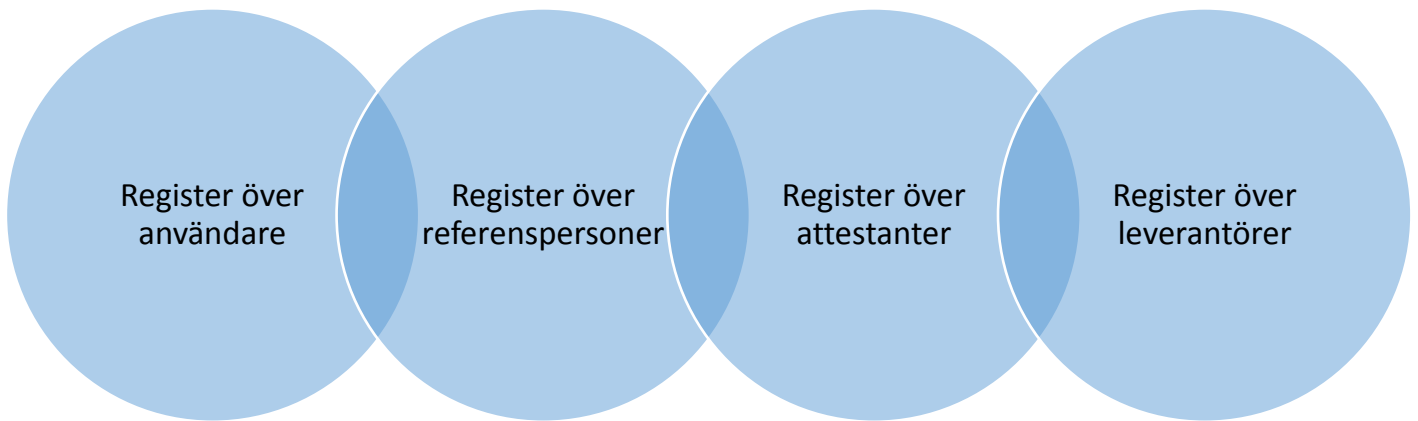 Register över
användare
Register över
referenspersoner
Register över
attestanter
Register över
leverantörer